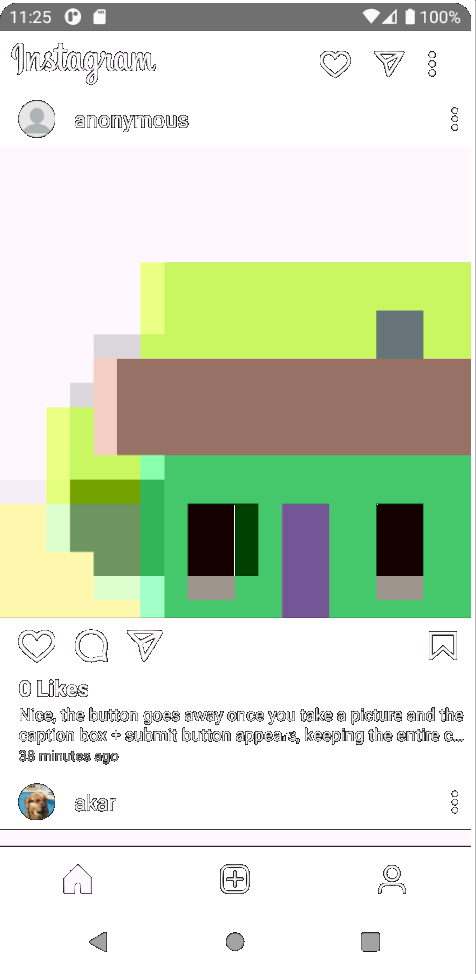 11:25
100%
Instagram
anonymous
0 Likes
Nice, the button goes away once you take a picture and the
caption box + submit button appears, keeping the entire c...
36 minutes ago
akar